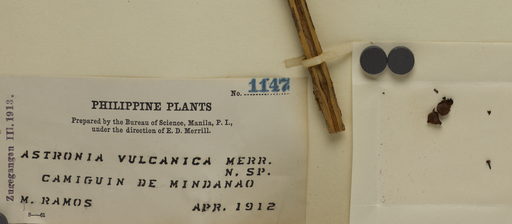 No. 1147
PHILIPPINE PLANTS
Prepared by the Bureau of Science, Manila, P. I.,
under the direction of E. D. Merrill.
ASTRONIA VULCANICA MERR.
N. SP.
CAMIGUIN DE MINDANAO
M. RAMOS APR. 1912
Zugegangen III. 1913.